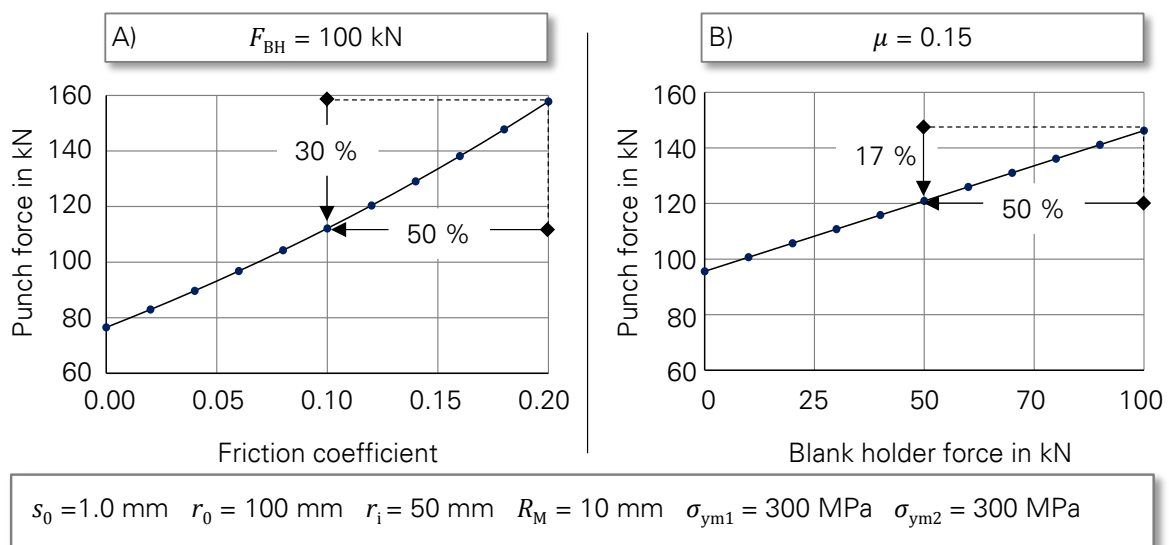 A) F_BH = 100 kN
160
140
120
100
80
60
30 %
50 %
0.00 0.05 0.10 0.15 0.20
Punch force in kN
Friction coefficient
B) μ = 0.15
160
140
120
100
80
60
17 %
50 %
0 25 50 70 100
Punch force in kN
Blank holder force in kN
s₀ =1.0 mm r₀ = 100 mm rᵢ = 50 mm R_M = 10 mm σ_ym1 = 300 MPa σ_ym2 = 300 MPa